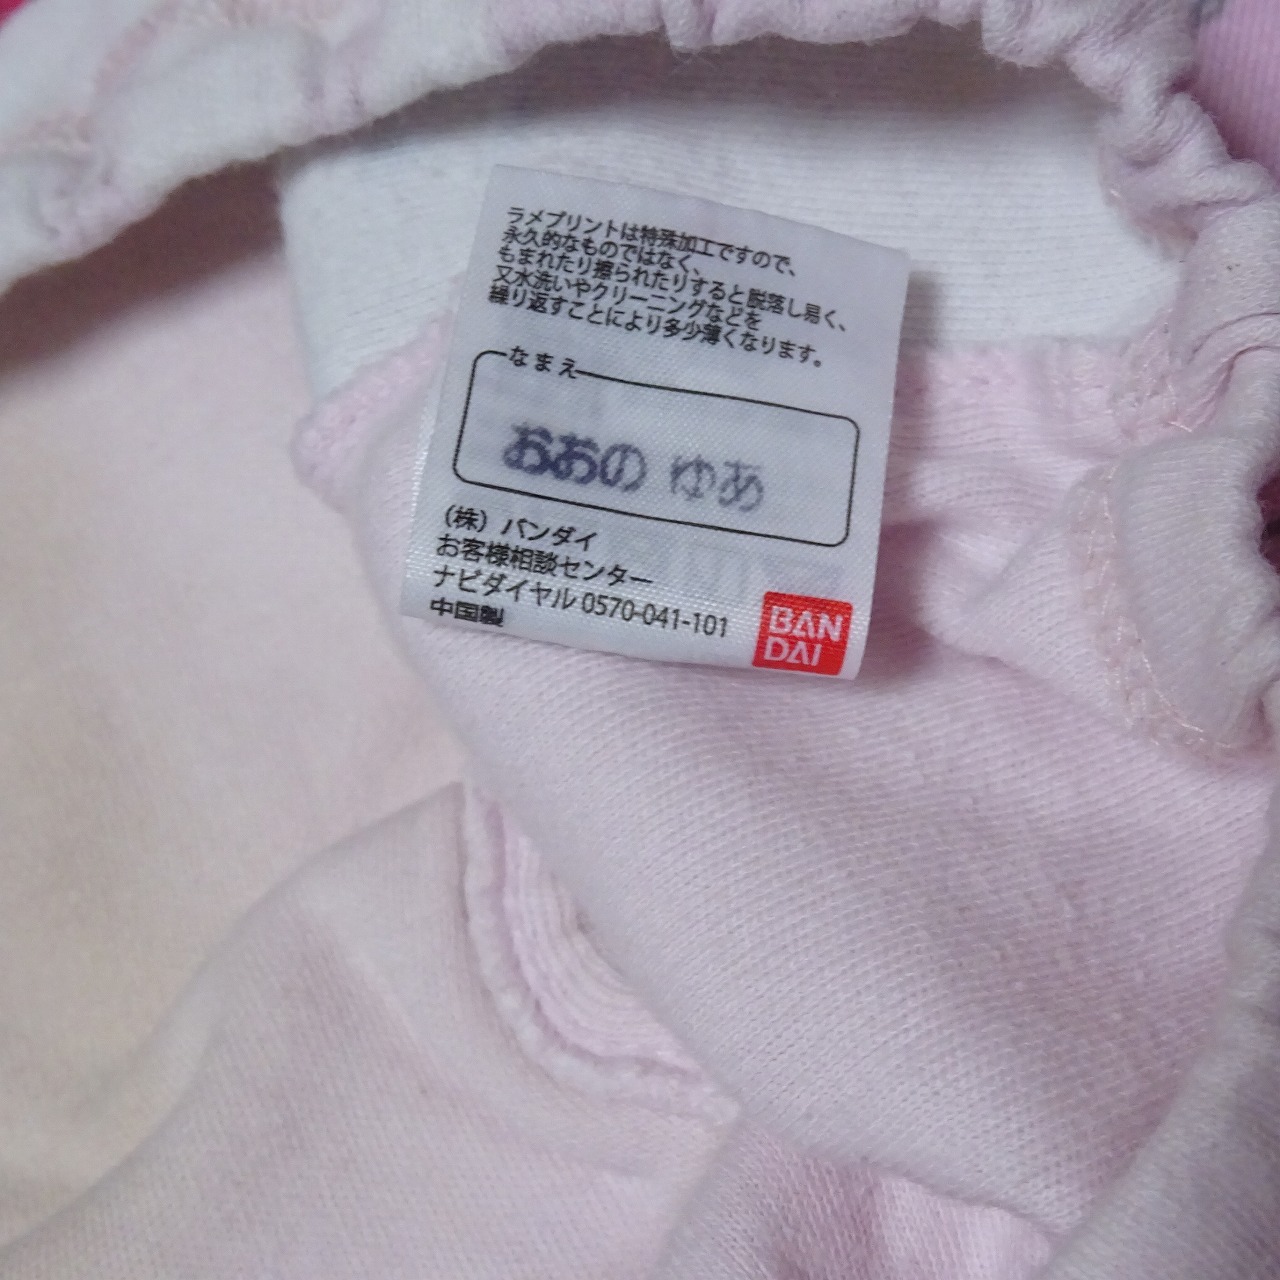 ラメプリントは特殊加工ですので、
永久的なものではなく、
もまれたり擦られたりすると脱落し易く、
又水洗いやクリーニングなどを
繰り返すことにより多少薄くなります。
なまえ
おおの ゆあ
(株) バンダイ
お客様相談センター
ナビダイヤル 0570-041-101
中国製
BAN
DAI